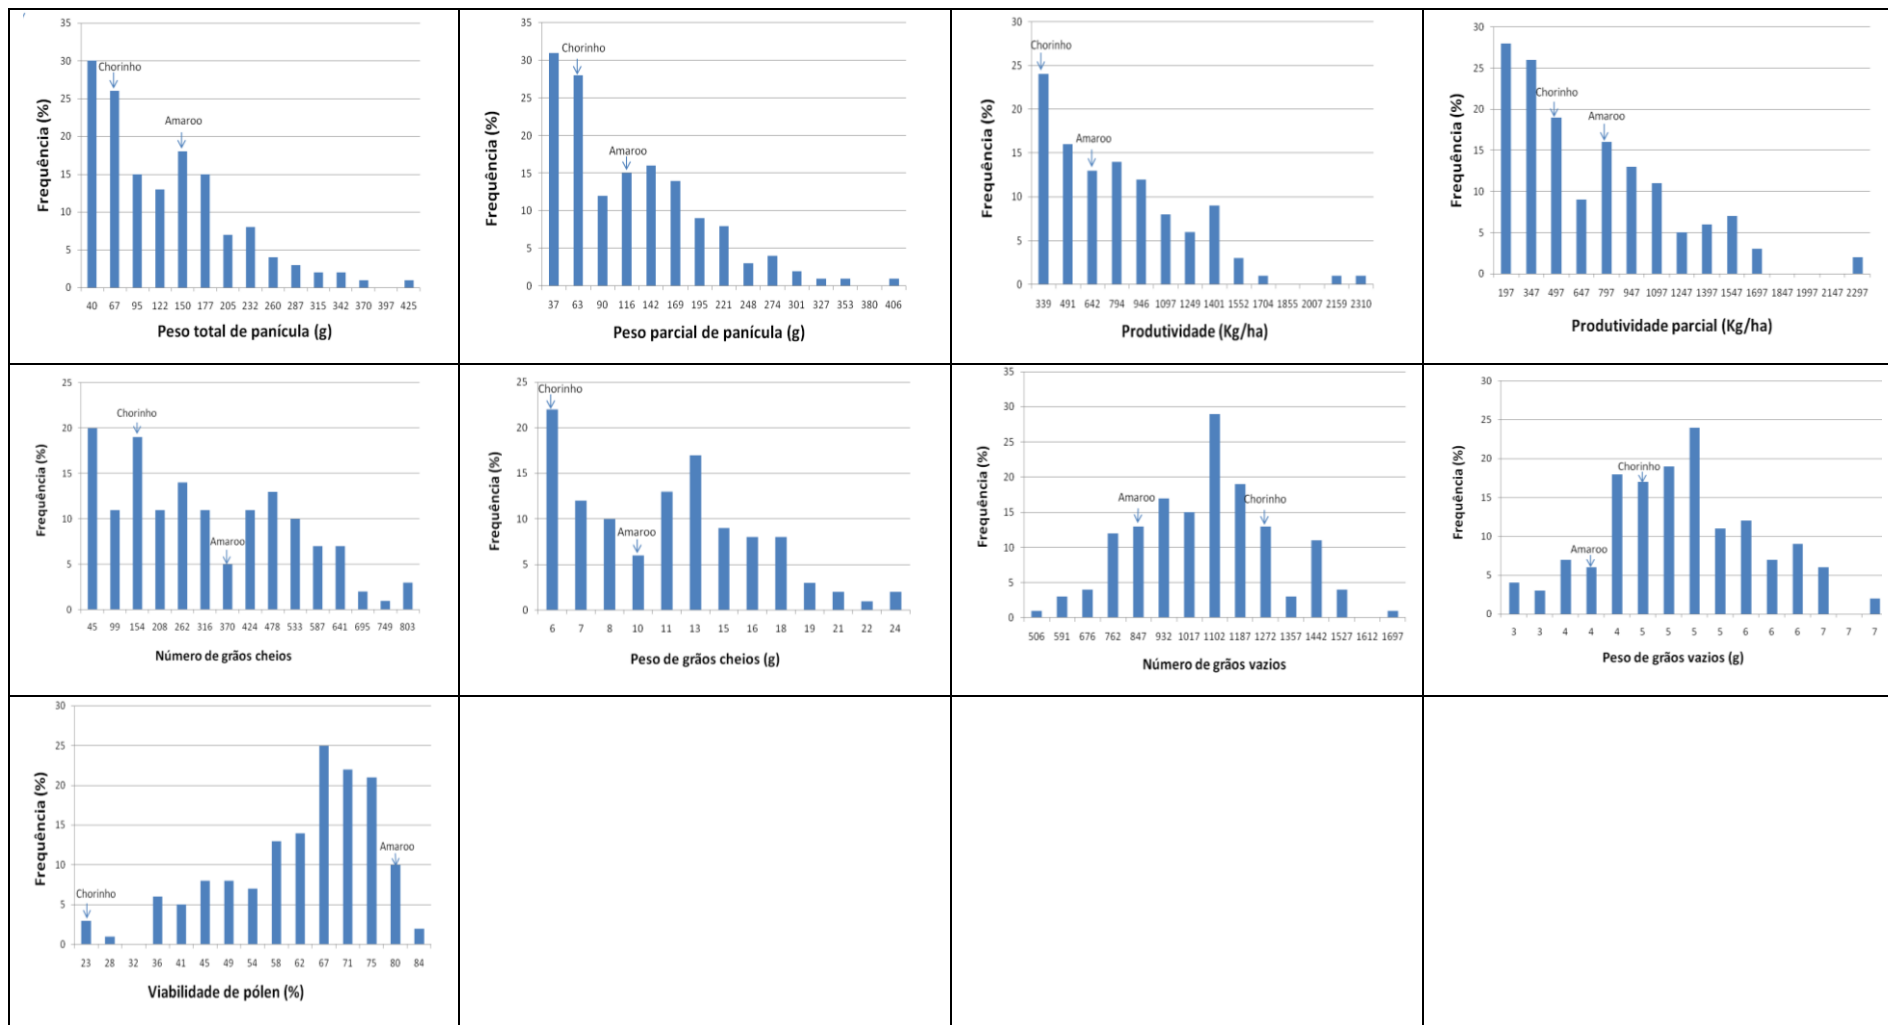 35
30
25
20
15
10
5
0
Frequência (%)
Chorinho
Amaroo
40 67 95 122 150 177 205 232 260 287 315 342 370 397 425
Peso total de panícula (g)
35
30
25
20
15
10
5
0
Frequência (%)
Chorinho
Amaroo
37 63 90 116 142 169 195 221 248 274 301 327 353 380 406
Peso parcial de panícula (g)
30
25
20
15
10
5
0
Frequência (%)
Chorinho
Amaroo
339 491 642 794 946 1097 1249 1401 1552 1704 1855 2007 2159 2310
Produtividade (Kg/ha)
30
25
20
15
10
5
0
Frequência (%)
Chorinho
Amaroo
197 347 497 647 797 947 1097 1247 1397 1547 1697 1847 1997 2147 2297
Produtividade parcial (Kg/ha)
25
20
15
10
5
0
Frequência (%)
Chorinho
Amaroo
45 99 154 208 262 316 370 424 478 533 587 641 695 749 803
Número de grãos cheios
25
20
15
10
5
0
Frequência (%)
Chorinho
Amaroo
6 7 8 10 11 13 15 16 18 19 21 22 24
Peso de grãos cheios (g)
35
30
25
20
15
10
5
0
Frequência (%)
Amaroo
Chorinho
506 591 676 762 847 932 1017 1102 1187 1272 1357 1442 1527 1612 1697
Número de grãos vazios
30
25
20
15
10
5
0
Frequência (%)
Chorinho
Amaroo
3 3 4 4 4 5 5 5 5 6 6 6 7 7 7
Peso de grãos vazios (g)
30
25
20
15
10
5
0
Frequência (%)
Amaroo
Chorinho
23 28 32 36 41 45 49 54 58 62 67 71 75 80 84
Viabilidade de pólen (%)